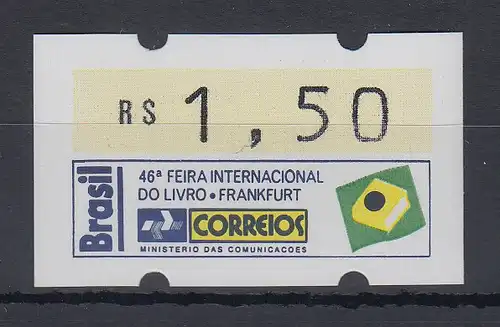 R$ 1,50
Brasil
46ª FEIRA INTERNACIONAL
DO LIVRO • FRANKFURT
CORREIOS
MINISTERIO DAS COMUNICACOES